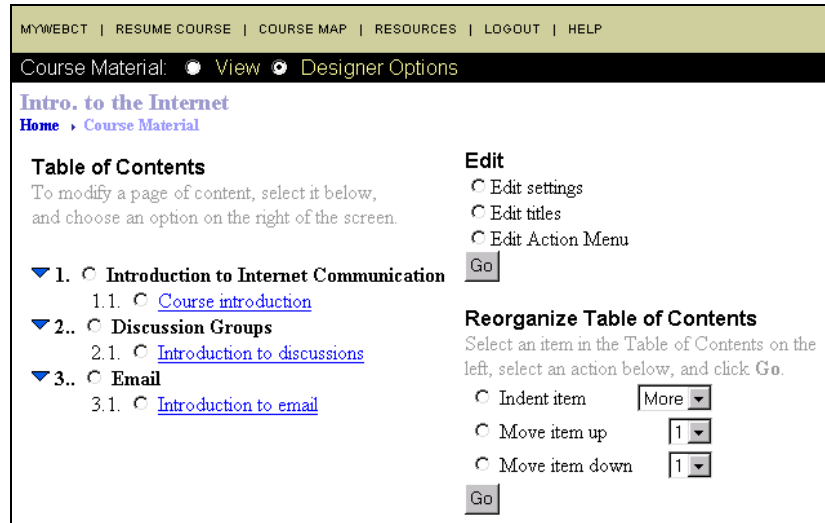 MYWEBCT | RESUME COURSE | COURSE MAP | RESOURCES | LOGOUT | HELP
Course Material: View Designer Options
Intro. to the Internet
Home Course Material
Table of Contents
To modify a page of content, select it below,
and choose an option on the right of the screen.
1. Introduction to Internet Communication
1.1. Course introduction
2.. Discussion Groups
2.1. Introduction to discussions
3.. Email
3.1. Introduction to email
Edit
Edit settings
Edit titles
Edit Action Menu
Go
Reorganize Table of Contents
Select an item in the Table of Contents on the
left, select an action below, and click Go.
Indent item More
Move item up 1
Move item down 1
Go